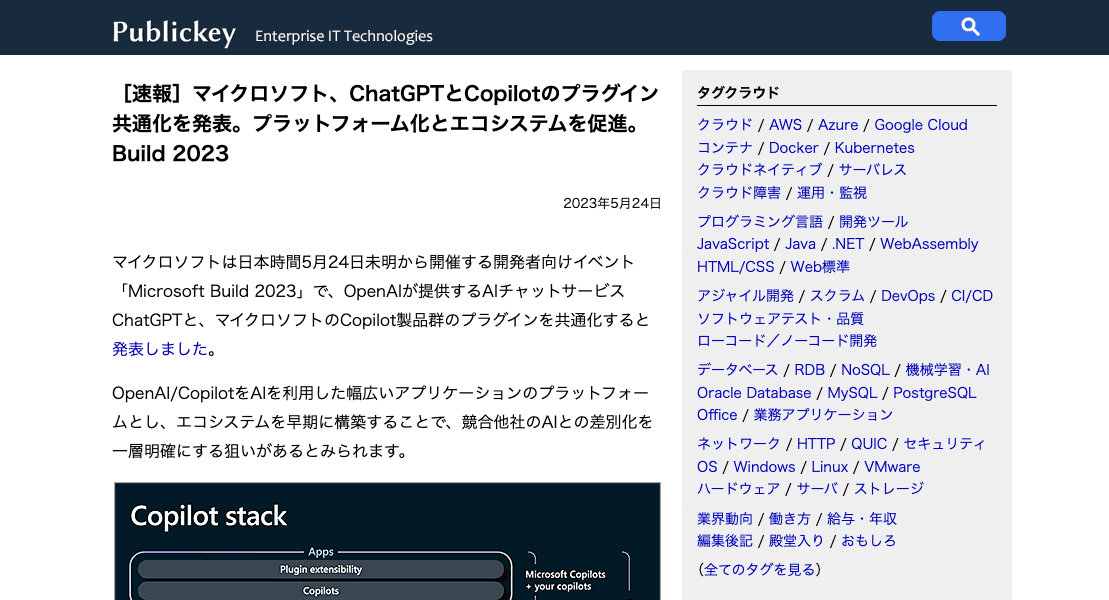 Publickey Enterprise IT Technologies
［速報］マイクロソフト、ChatGPTとCopilotのプラグイン
共通化を発表。プラットフォーム化とエコシステムを促進。
Build 2023
2023年5月24日
マイクロソフトは日本時間5月24日未明から開催する開発者向けイベント
「Microsoft Build 2023」で、OpenAIが提供するAIチャットサービス
ChatGPTと、マイクロソフトのCopilot製品群のプラグインを共通化すると
発表しました。
OpenAI/CopilotをAIを利用した幅広いアプリケーションのプラットフォー
ムとし、エコシステムを早期に構築することで、競合他社のAIとの差別化を
一層明確にする狙いがあるとみられます。
Copilot stack
Apps
Plugin extensibility
Copilots
Microsoft Copilots
+ your copilots
タグクラウド
クラウド / AWS / Azure / Google Cloud
コンテナ / Docker / Kubernetes
クラウドネイティブ / サーバレス
クラウド障害 / 運用・監視
プログラミング言語 / 開発ツール
JavaScript / Java / .NET / WebAssembly
HTML/CSS / Web標準
アジャイル開発 / スクラム / DevOps / CI/CD
ソフトウェアテスト・品質
ローコード／ノーコード開発
データベース / RDB / NoSQL / 機械学習・AI
Oracle Database / MySQL / PostgreSQL
Office / 業務アプリケーション
ネットワーク / HTTP / QUIC / セキュリティ
OS / Windows / Linux / VMware
ハードウェア / サーバ / ストレージ
業界動向 / 働き方 / 給与・年収
編集後記 / 殿堂入り / おもしろ
（全てのタグを見る）